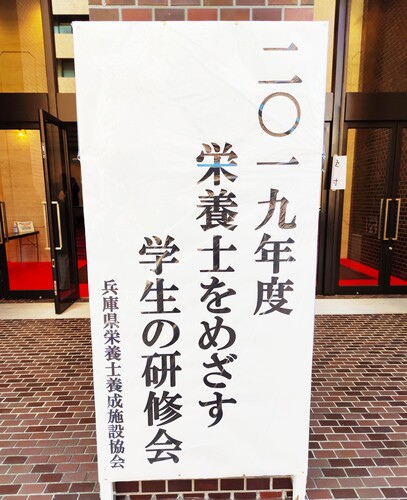 二〇一九年度
栄養士をめざす
学生の研修会
兵庫県栄養士養成施設協会